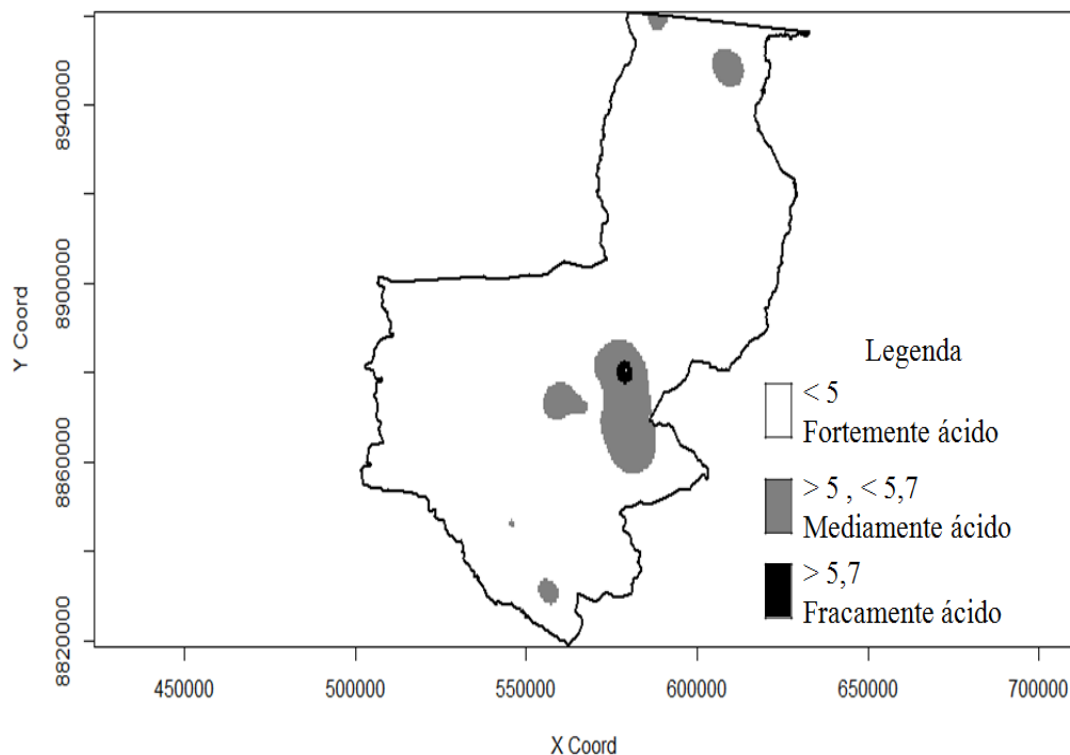 Y Coord
8940000
8900000
8860000
8820000
Legenda
< 5
Fortemente ácido
> 5 , < 5,7
Mediamente ácido
> 5,7
Fracamente ácido
450000 500000 550000 600000 650000 700000
X Coord